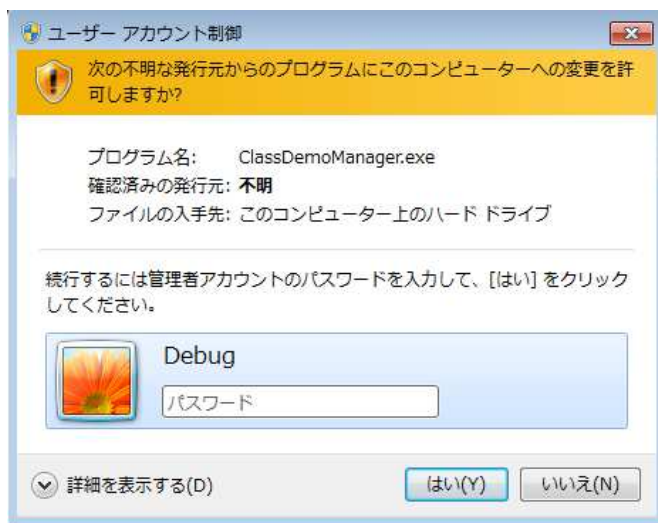 ユーザー アカウント制御
次の不明な発行元からのプログラムにこのコンピューターへの変更を許
可しますか?
プログラム名: ClassDemoManager.exe
確認済みの発行元: 不明
ファイルの入手先: このコンピューター上のハード ドライブ
続行するには管理者アカウントのパスワードを入力して、[はい] をクリック
してください。
Debug
パスワード
詳細を表示する(D)
はい(Y)
いいえ(N)